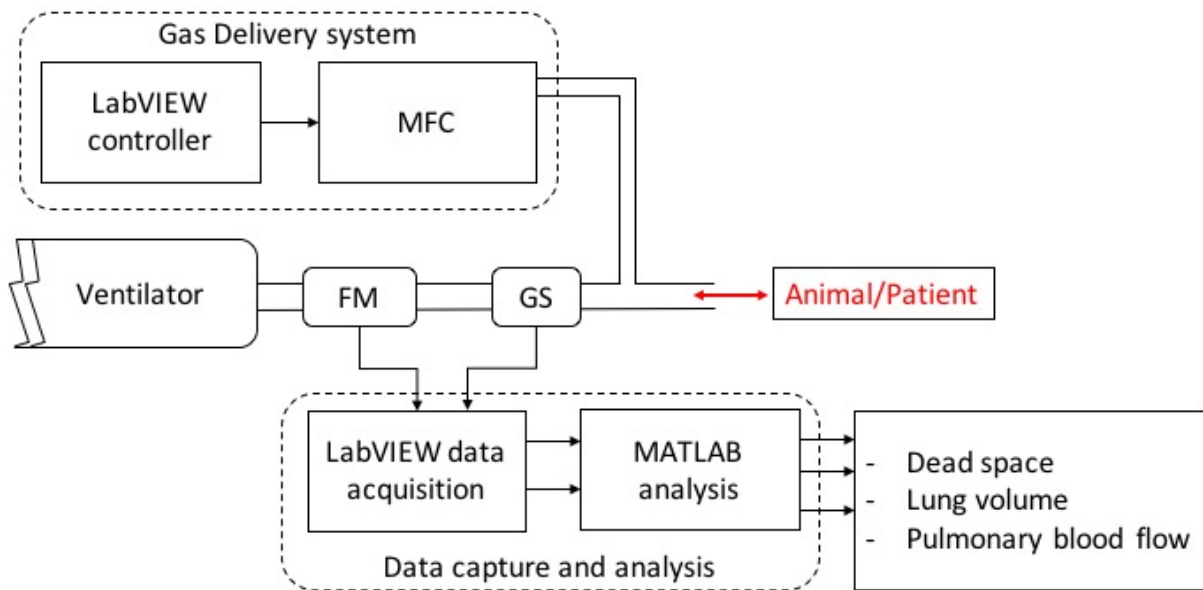 Gas Delivery system
LabVIEW
controller
MFC
Ventilator
FM
GS
Animal/Patient
LabVIEW data
acquisition
MATLAB
analysis
- Dead space
- Lung volume
- Pulmonary blood flow
Data capture and analysis